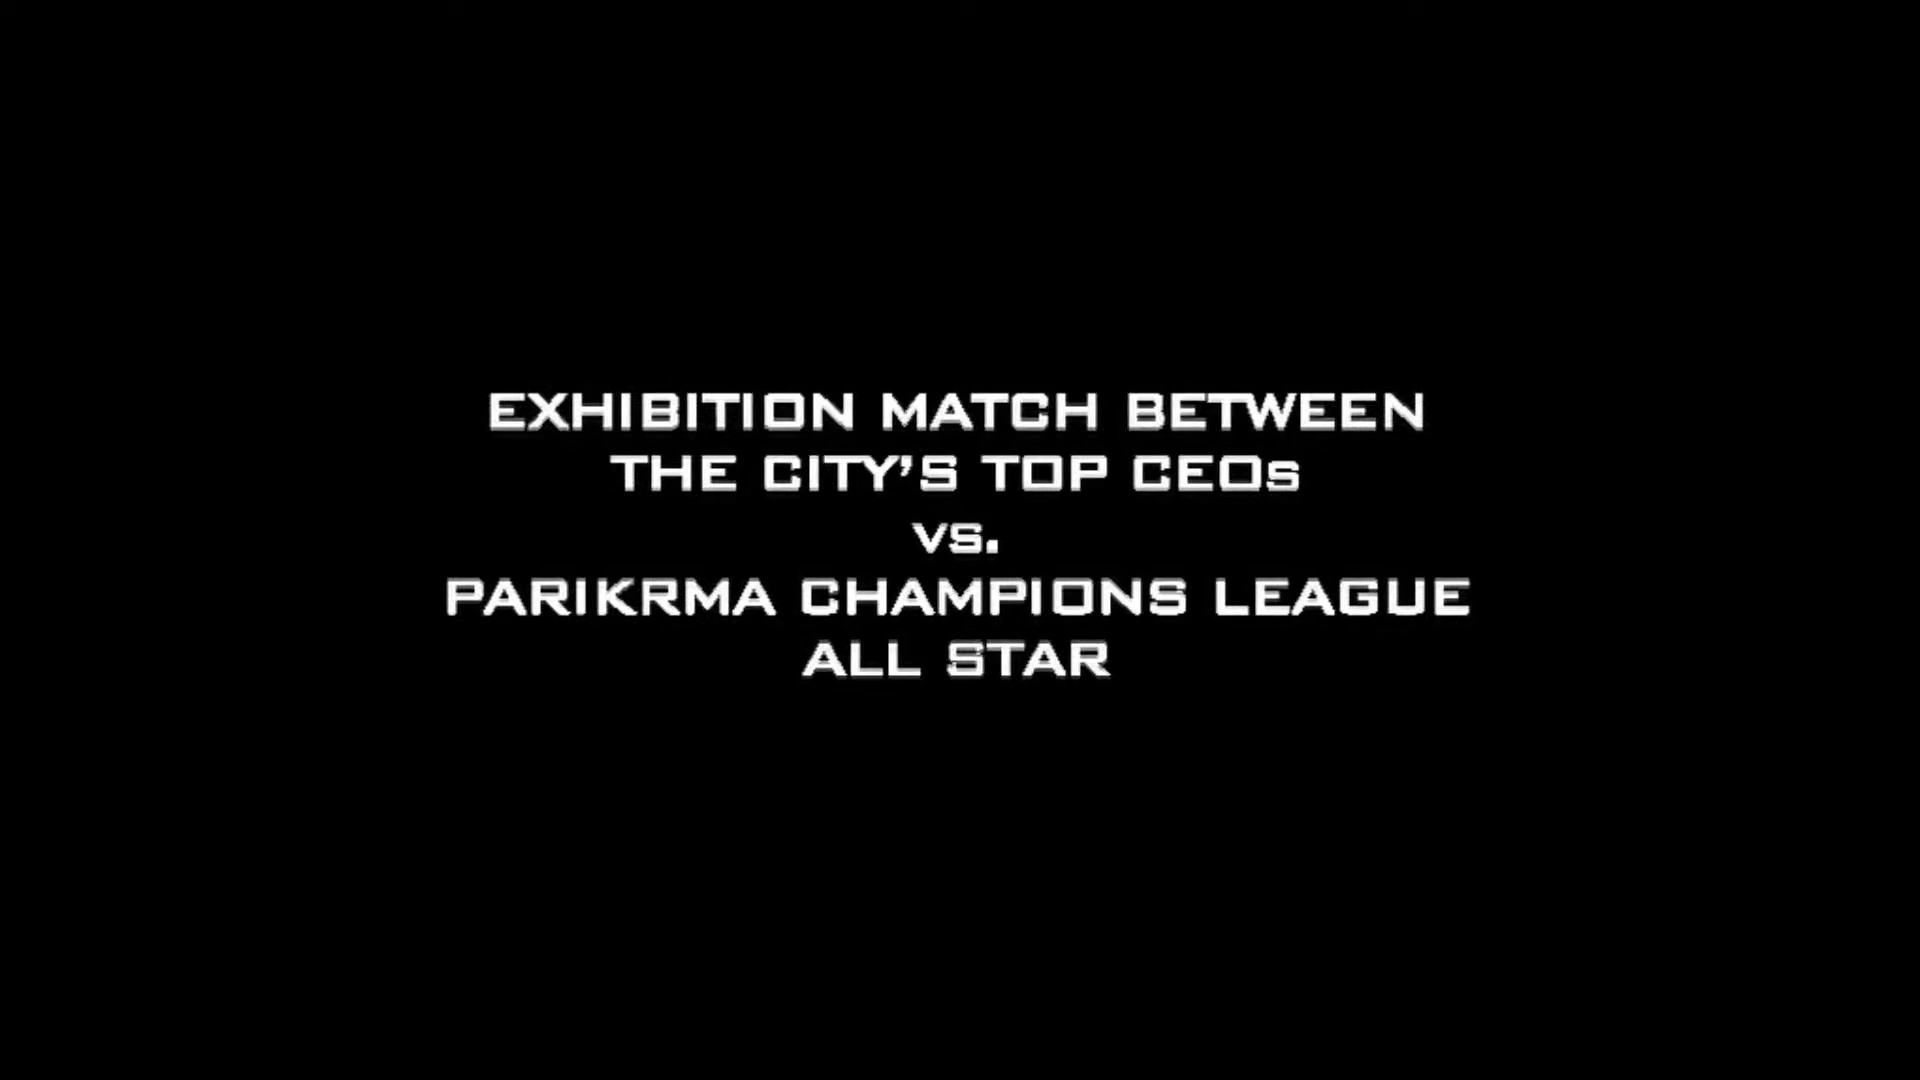 EXHIBITION MATCH BETWEEN
THE CITY'S TOP CEOs
vs.
PARIKRMA CHAMPIONS LEAGUE
ALL STAR